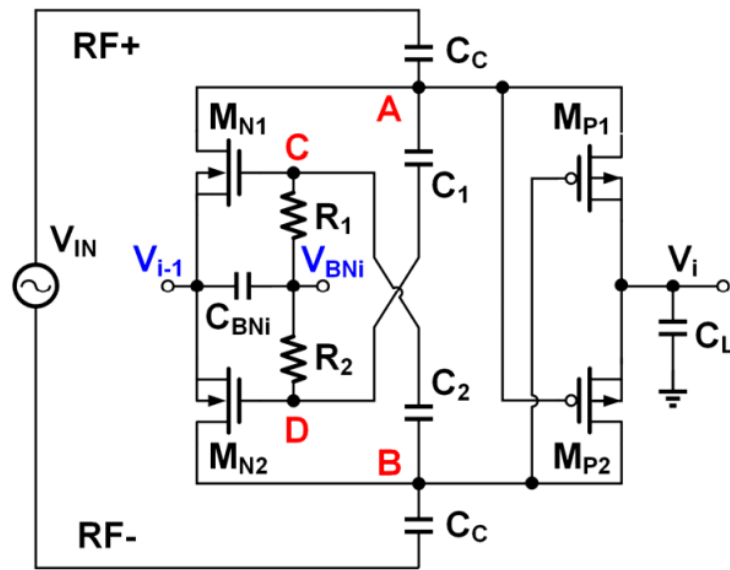 RF+
C_C
A
M_N1
M_P1
C
C_1
R_1
V_IN
V_i-1
V_BNi
V_i
C_BNi
C_L
R_2
C_2
D
B
M_N2
M_P2
C_C
RF-